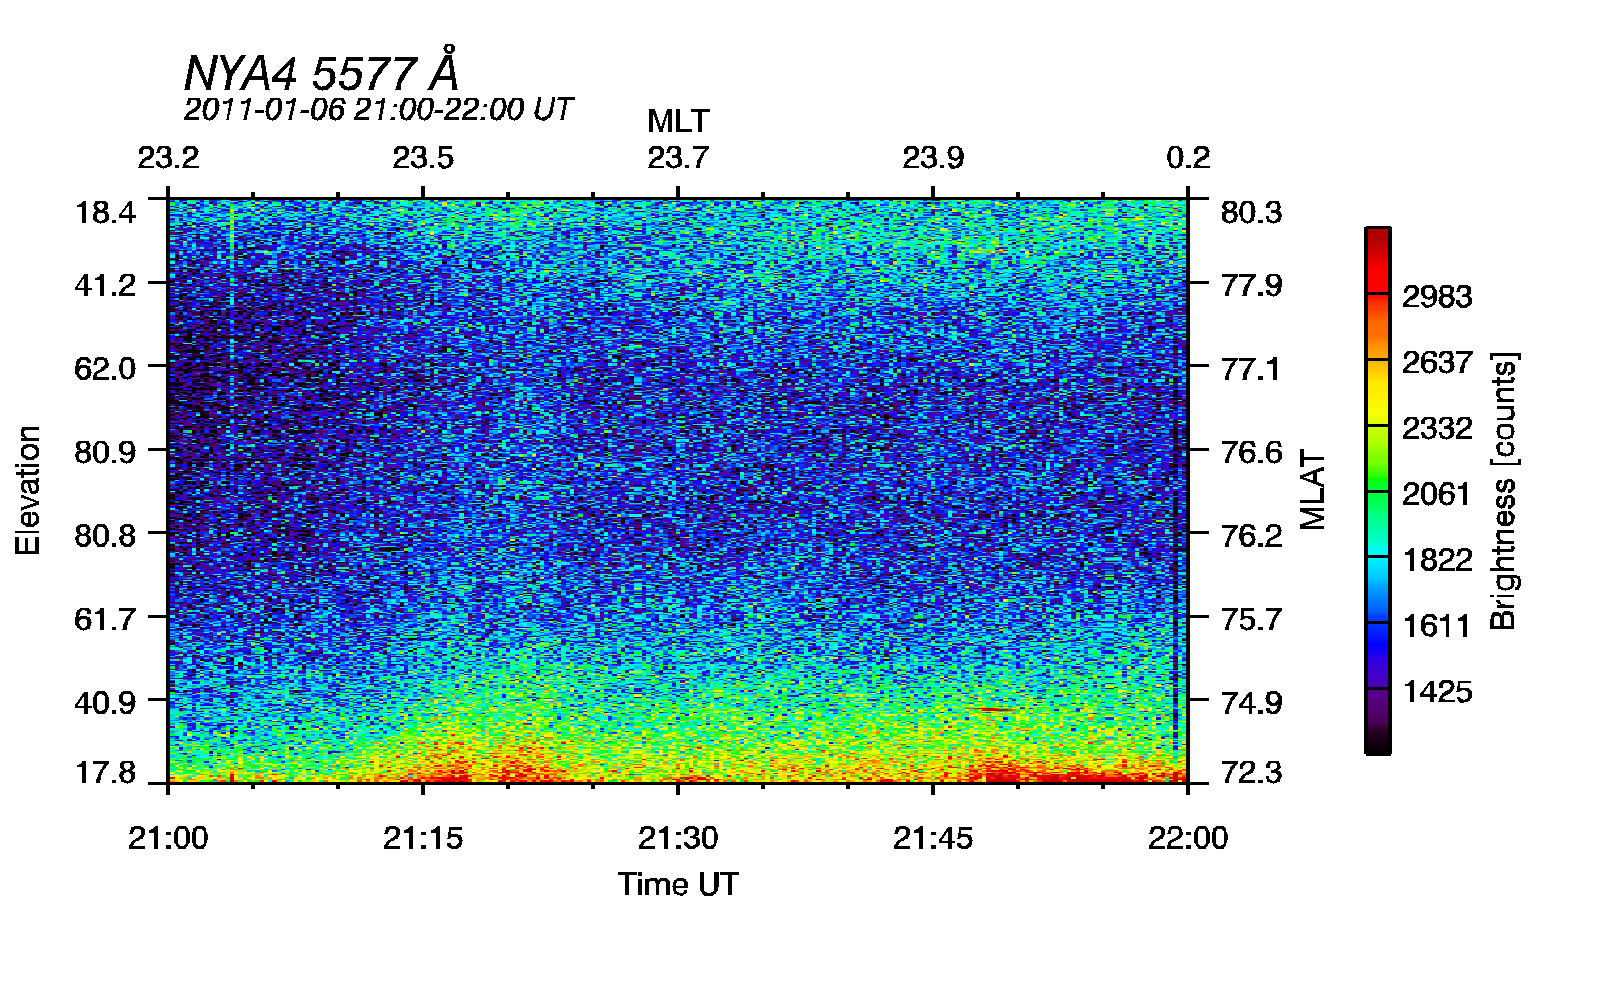 NYA4 5577 Å
2011-01-06 21:00-22:00 UT
MLT
23.2 23.5 23.7 23.9 0.2
18.4
41.2
62.0
80.9
80.8
61.7
40.9
17.8
Elevation
80.3
77.9
77.1
76.6
76.2
75.7
74.9
72.3
MLAT
2983
2637
2332
2061
1822
1611
1425
Brightness [counts]
21:00 21:15 21:30 21:45 22:00
Time UT